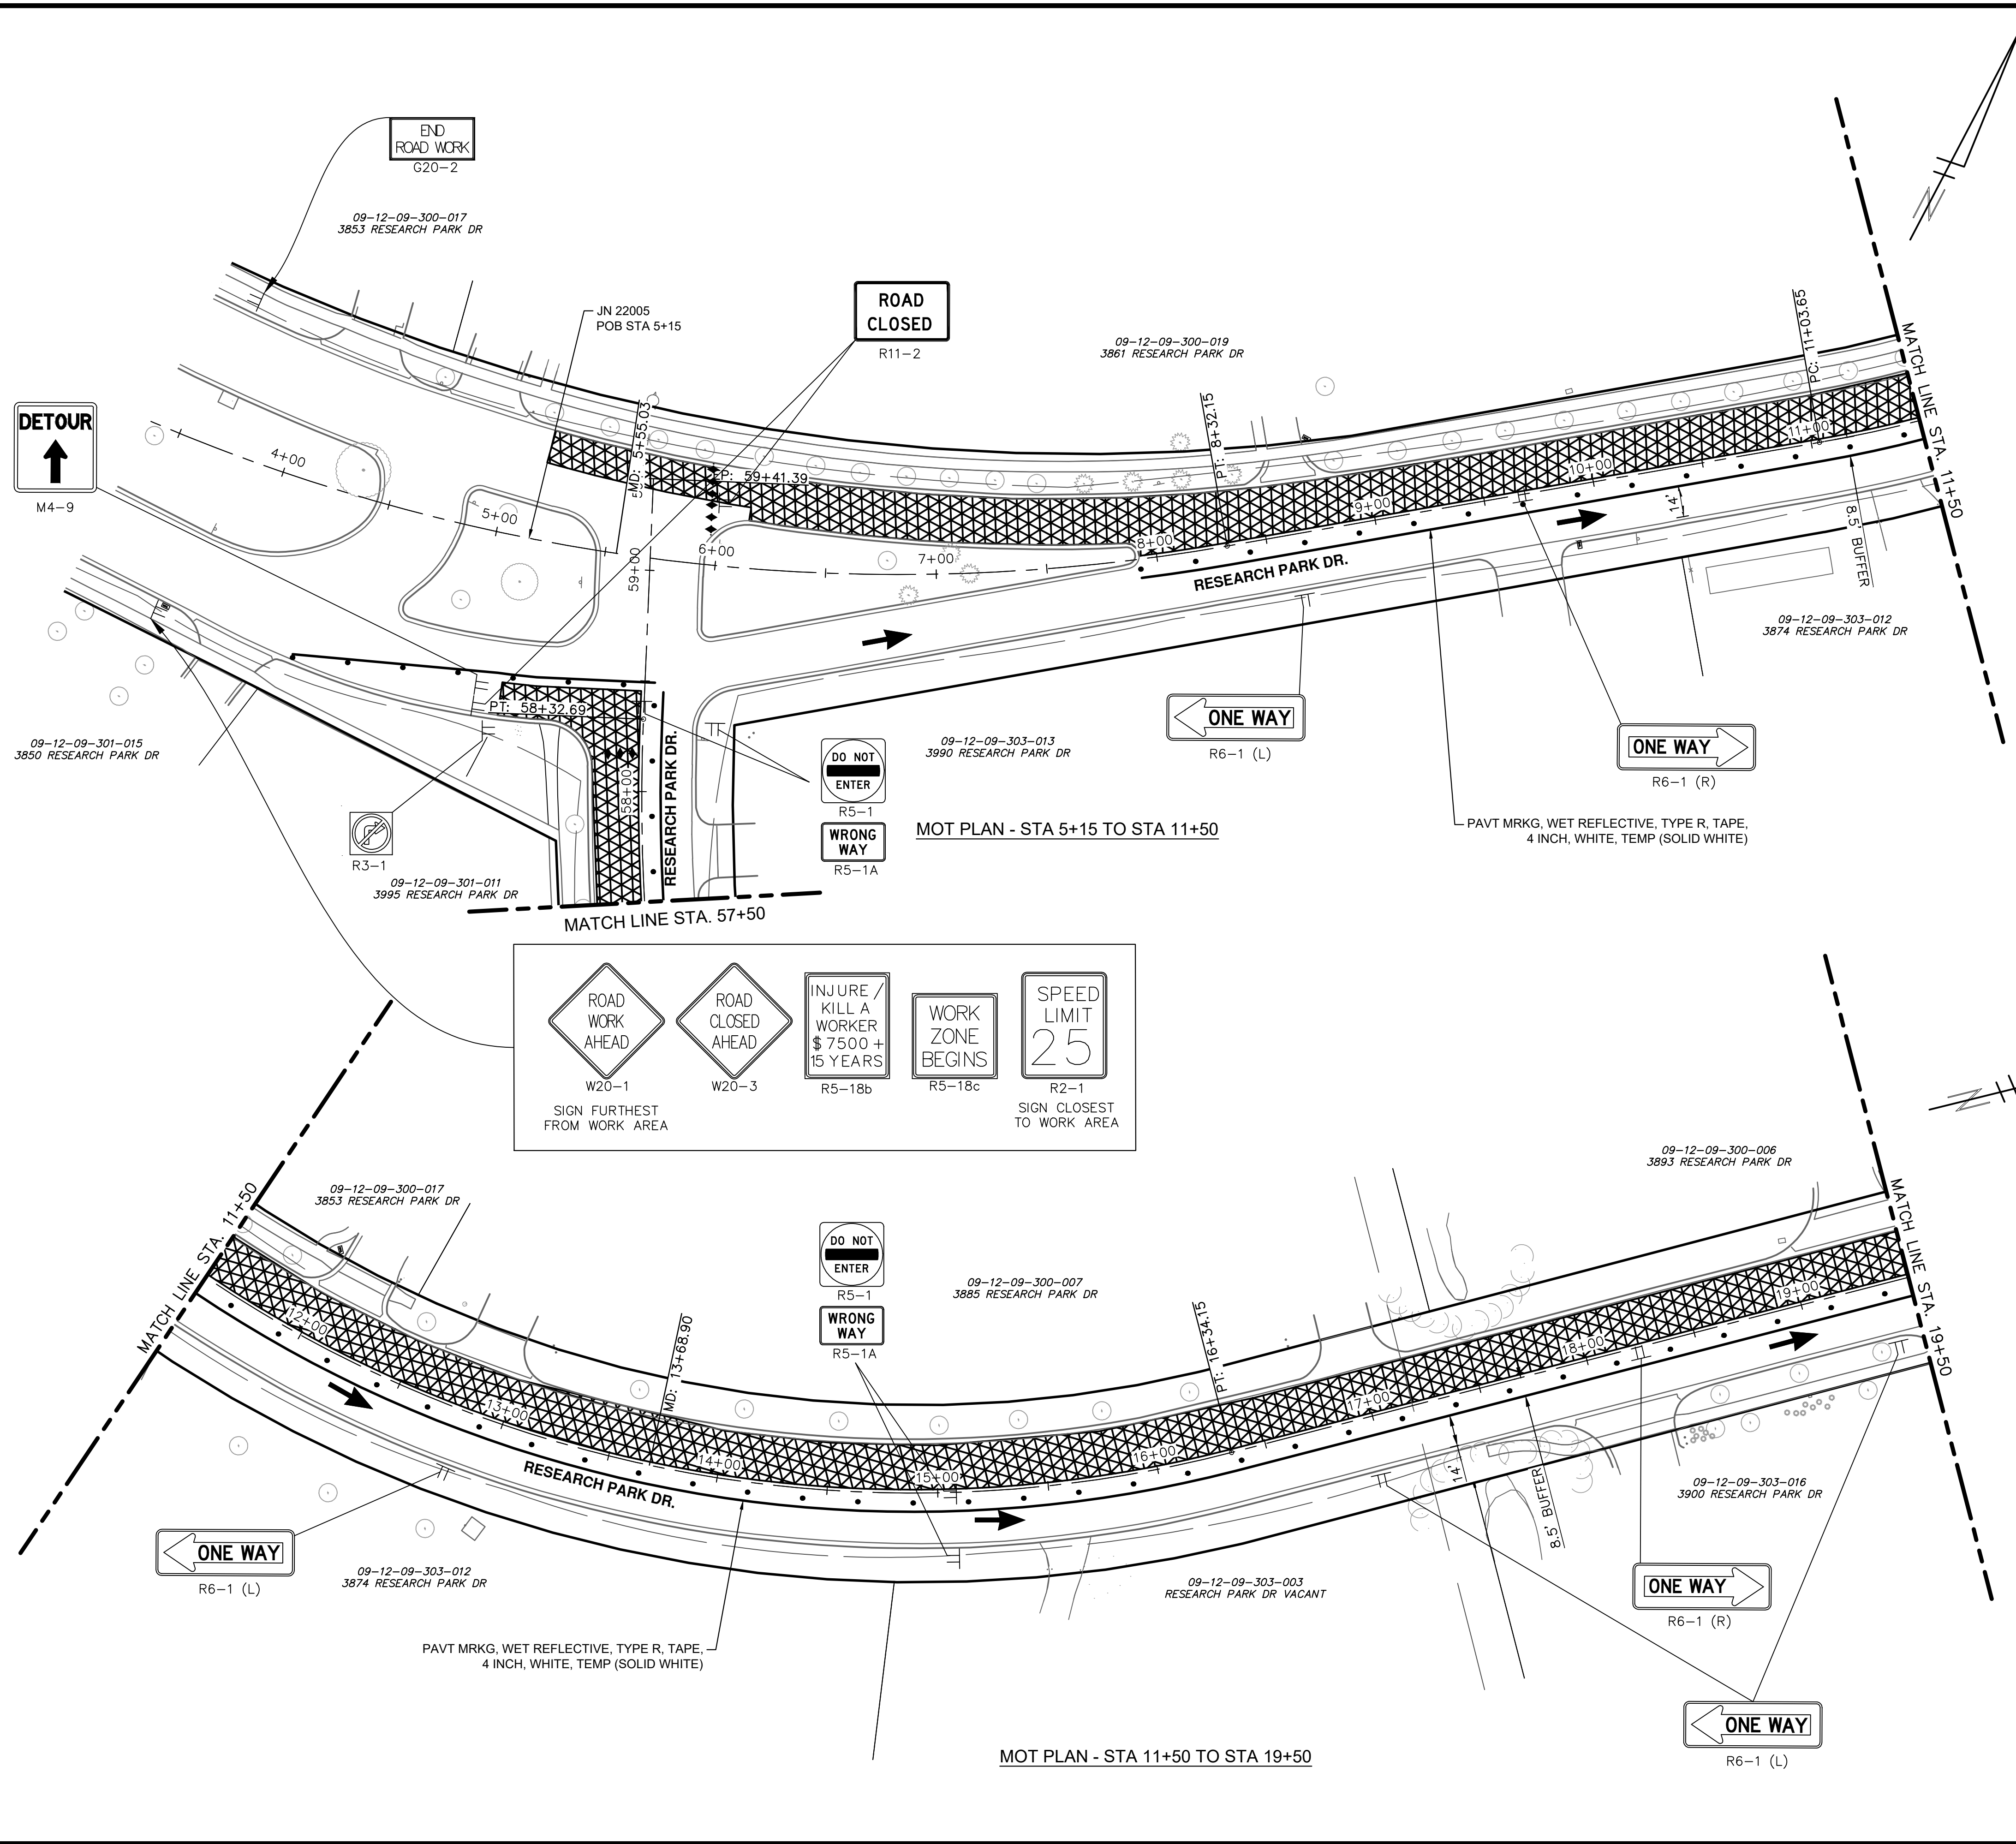 END
ROAD WORK
G20-2
09-12-09-300-017
3853 RESEARCH PARK DR
JN 22005
POB STA 5+15
ROAD
CLOSED
R11-2
09-12-09-300-019
3861 RESEARCH PARK DR
PC: 11+03.65
MATCH LINE STA. 11+50
DETOUR
M4-9
4+00
5+00
MD: 5+55.03
P: 59+41.39
59+00
6+00
7+00
8+00
PT: 8+32.15
9+00
10+00
11+00
14'
8.5' BUFFER
RESEARCH PARK DR.
09-12-09-303-012
3874 RESEARCH PARK DR
PT: 58+32.69
58+00
RESEARCH PARK DR.
09-12-09-301-015
3850 RESEARCH PARK DR
R3-1
09-12-09-301-011
3995 RESEARCH PARK DR
09-12-09-303-013
3990 RESEARCH PARK DR
DO NOT
ENTER
R5-1
WRONG
WAY
R5-1A
ONE WAY
R6-1 (L)
ONE WAY
R6-1 (R)
MOT PLAN - STA 5+15 TO STA 11+50
PAVT MRKG, WET REFLECTIVE, TYPE R, TAPE,
4 INCH, WHITE, TEMP (SOLID WHITE)
MATCH LINE STA. 57+50
ROAD
WORK
AHEAD
W20-1
SIGN FURTHEST
FROM WORK AREA
ROAD
CLOSED
AHEAD
W20-3
INJURE /
KILL A
WORKER
$ 7500 +
15 YEARS
R5-18b
WORK
ZONE
BEGINS
R5-18c
SPEED
LIMIT
25
R2-1
SIGN CLOSEST
TO WORK AREA
MATCH LINE STA. 11+50
09-12-09-300-017
3853 RESEARCH PARK DR
DO NOT
ENTER
R5-1
WRONG
WAY
R5-1A
09-12-09-300-007
3885 RESEARCH PARK DR
09-12-09-300-006
3893 RESEARCH PARK DR
MATCH LINE STA. 19+50
12+00
13+00
MD: 13+68.90
14+00
15+00
16+00
PT: 16+34.15
17+00
18+00
19+00
RESEARCH PARK DR.
14'
8.5' BUFFER
ONE WAY
R6-1 (L)
09-12-09-303-012
3874 RESEARCH PARK DR
09-12-09-303-003
RESEARCH PARK DR VACANT
09-12-09-303-016
3900 RESEARCH PARK DR
ONE WAY
R6-1 (R)
PAVT MRKG, WET REFLECTIVE, TYPE R, TAPE,
4 INCH, WHITE, TEMP (SOLID WHITE)
ONE WAY
R6-1 (L)
MOT PLAN - STA 11+50 TO STA 19+50